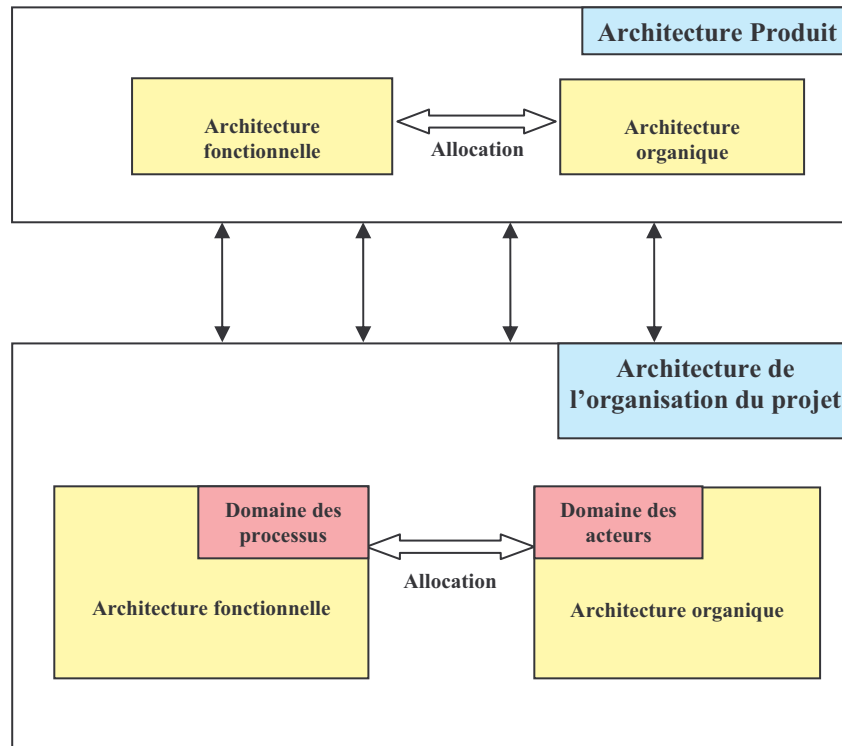 Architecture Produit
Architecture
fonctionnelle
Allocation
Architecture
organique
Architecture de
l’organisation du projet
Domaine des
processus
Architecture fonctionnelle
Allocation
Domaine des
acteurs
Architecture organique